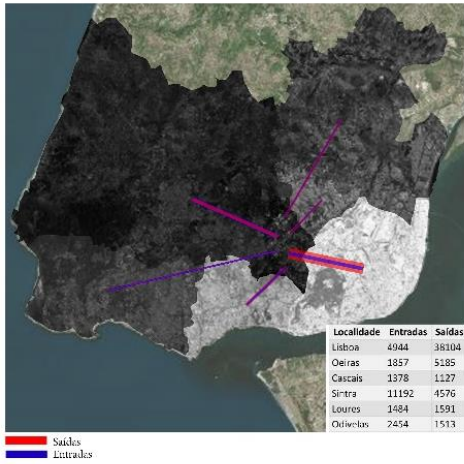 Localidade Entradas Saídas
Lisboa 4944 38104
Oeiras 1857 5185
Cascais 1378 1127
Sintra 11192 4576
Loures 1484 1591
Odivelas 2454 1513
Saídas
Entradas